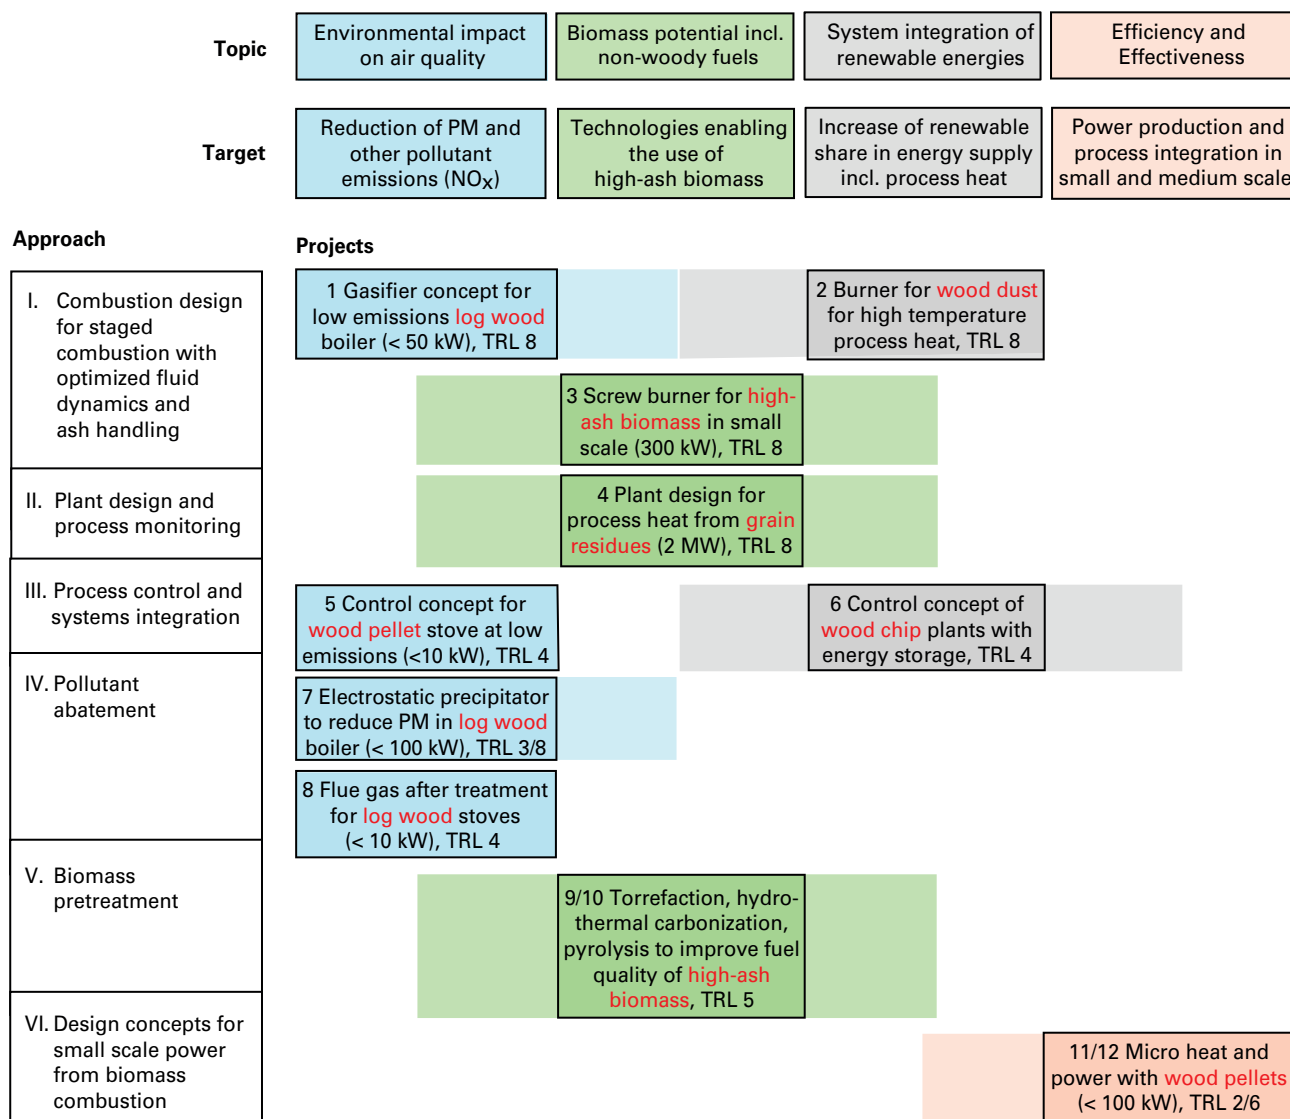 Topic
Environmental impact
on air quality
Biomass potential incl.
non-woody fuels
System integration of
renewable energies
Efficiency and
Effectiveness
Target
Reduction of PM and
other pollutant
emissions (NOX)
Technologies enabling
the use of
high-ash biomass
Increase of renewable
share in energy supply
incl. process heat
Power production and
process integration in
small and medium scale
Approach
Projects
I. Combustion design
for staged
combustion with
optimized fluid
dynamics and
ash handling
1 Gasifier concept for
low emissions log wood
boiler (< 50 kW), TRL 8
2 Burner for wood dust
for high temperature
process heat, TRL 8
3 Screw burner for high-
ash biomass in small
scale (300 kW), TRL 8
II. Plant design and
process monitoring
4 Plant design for
process heat from grain
residues (2 MW), TRL 8
III. Process control and
systems integration
5 Control concept for
wood pellet stove at low
emissions (<10 kW), TRL 4
6 Control concept of
wood chip plants with
energy storage, TRL 4
IV. Pollutant
abatement
7 Electrostatic precipitator
to reduce PM in log wood
boiler (< 100 kW), TRL 3/8
8 Flue gas after treatment
for log wood stoves
(< 10 kW), TRL 4
V. Biomass
pretreatment
9/10 Torrefaction, hydro-
thermal carbonization,
pyrolysis to improve fuel
quality of high-ash
biomass, TRL 5
VI. Design concepts for
small scale power
from biomass
combustion
11/12 Micro heat and
power with wood pellets
(< 100 kW), TRL 2/6